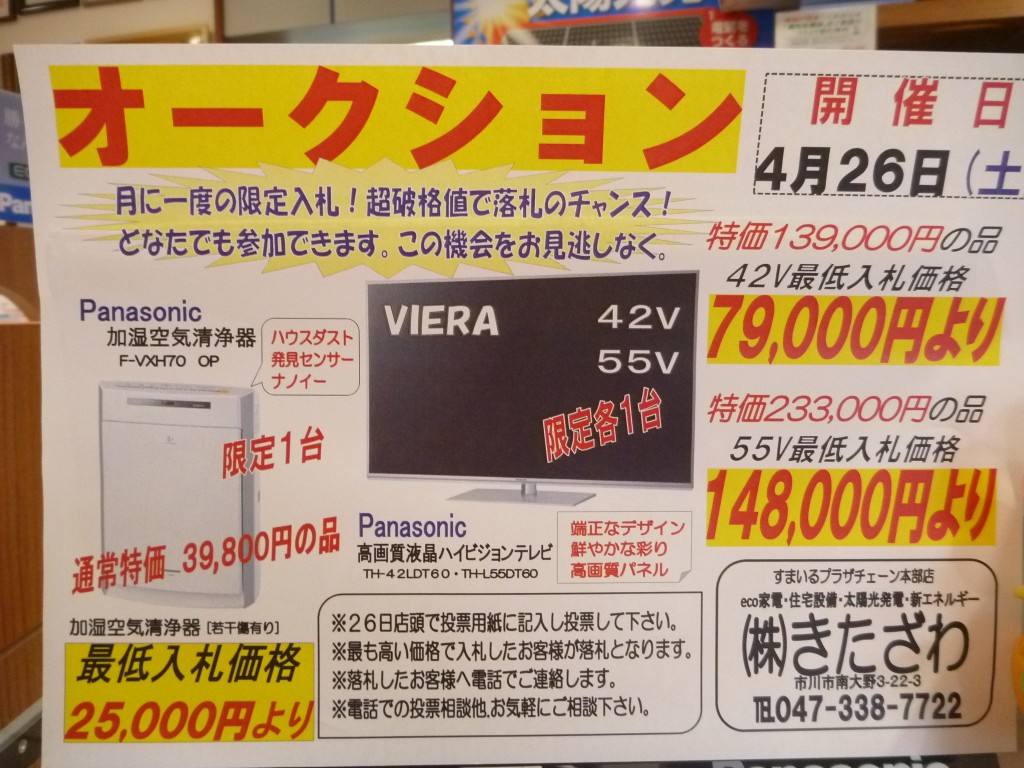 オークション
開催日
4月26日(土
月に一度の限定入札!超破格値で落札のチャンス!
どなたでも参加できます。この機会をお見逃しなく。
特価139,000円の品
42V最低入札価格
79,000円より
Panasonic
加湿空気清浄器
F-VXH70 OP
ハウスダスト
発見センサー
ナノイー
限定1台
通常特価 39,800円の品
加湿空気清浄器 [若干傷有り]
最低入札価格
25,000円より
VIERA
42V
55V
限定各1台
Panasonic
高画質液晶ハイビジョンテレビ
TH-42LDT60・TH-L55DT60
端正なデザイン
鮮やかな彩り
高画質パネル
特価233,000円の品
55V最低入札価格
148,000円より
※26日店頭で投票用紙に記入し投票して下さい。
※最も高い価格で入札したお客様が落札となります。
※落札したお客様へ電話でご連絡します。
※電話での投票相談他、お気軽にご相談下さい。
すまいるプラザチェーン本部店
eco家電・住宅設備・太陽光発電・新エネルギー
㈱きたざわ
市川市南大野3-22-3
℡047-338-7722
Panasonic